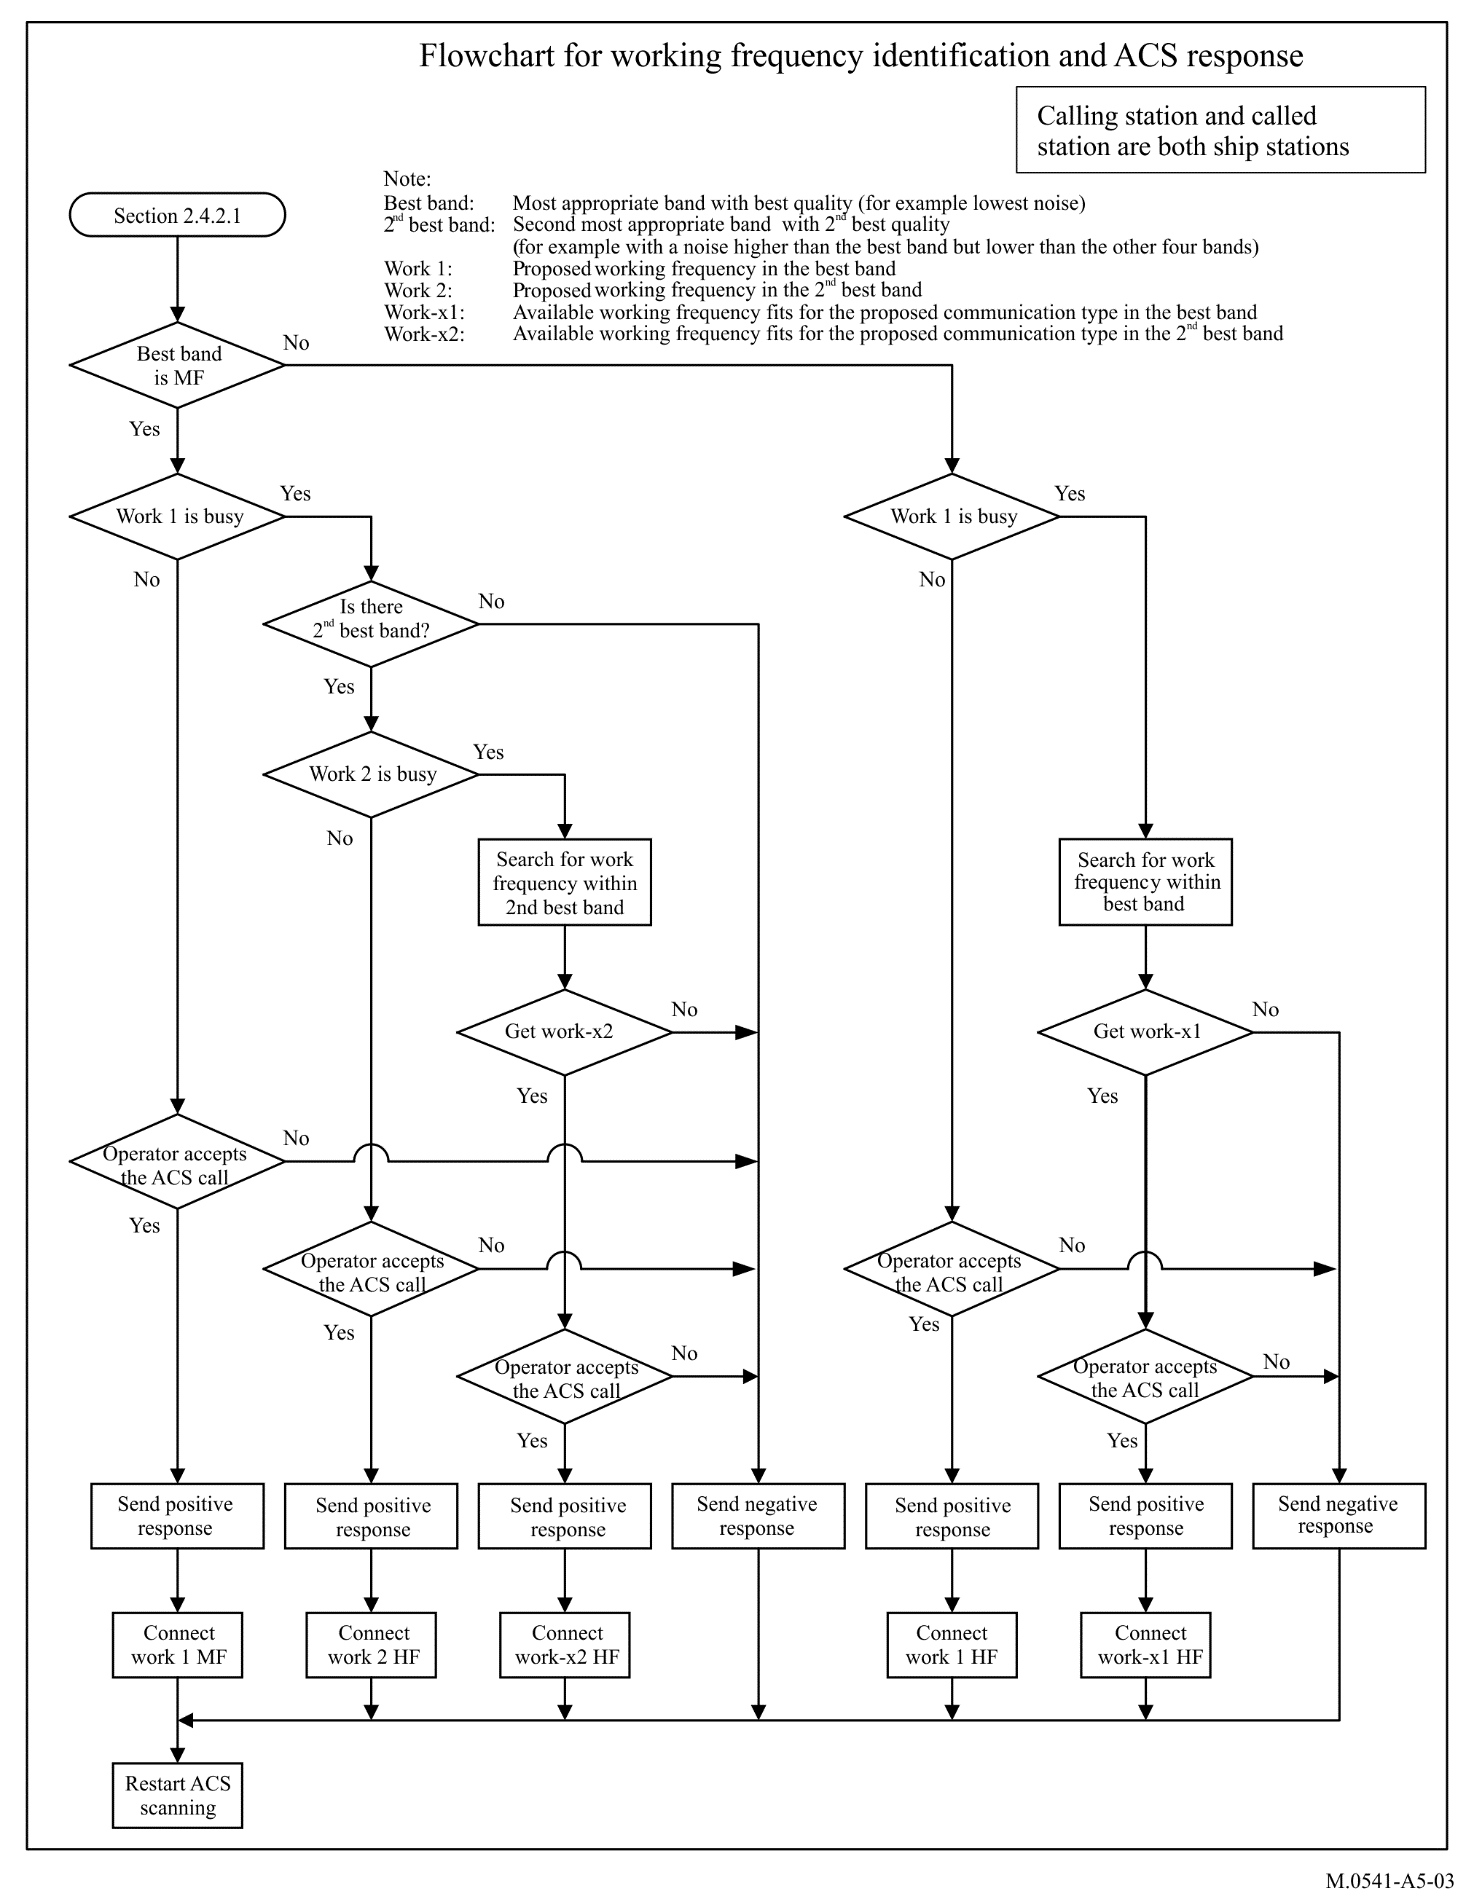 Flowchart for working frequency identification and ACS response
Calling station and called
station are both ship stations
Note:
Best band: Most appropriate band with best quality (for example lowest noise)
2nd best band: Second most appropriate band with 2nd best quality
(for example with a noise higher than the best band but lower than the other four bands)
Work 1: Proposed working frequency in the best band
Work 2: Proposed working frequency in the 2nd best band
Work-x1: Available working frequency fits for the proposed communication type in the best band
Work-x2: Available working frequency fits for the proposed communication type in the 2nd best band
Section 2.4.2.1
Best band
is MF
No
Yes
Work 1 is busy
Yes
No
Work 1 is busy
Yes
No
Is there
2nd best band?
No
Yes
Work 2 is busy
Yes
No
Search for work
frequency within
2nd best band
Search for work
frequency within
best band
Get work-x2
No
Yes
Get work-x1
No
Yes
Operator accepts
the ACS call
No
Yes
Operator accepts
the ACS call
No
Yes
Operator accepts
the ACS call
No
Yes
Operator accepts
the ACS call
No
Yes
Operator accepts
the ACS call
No
Yes
Send positive
response
Send positive
response
Send positive
response
Send negative
response
Send positive
response
Send positive
response
Send negative
response
Connect
work 1 MF
Connect
work 2 HF
Connect
work-x2 HF
Connect
work 1 HF
Connect
work-x1 HF
Restart ACS
scanning
M.0541-A5-03